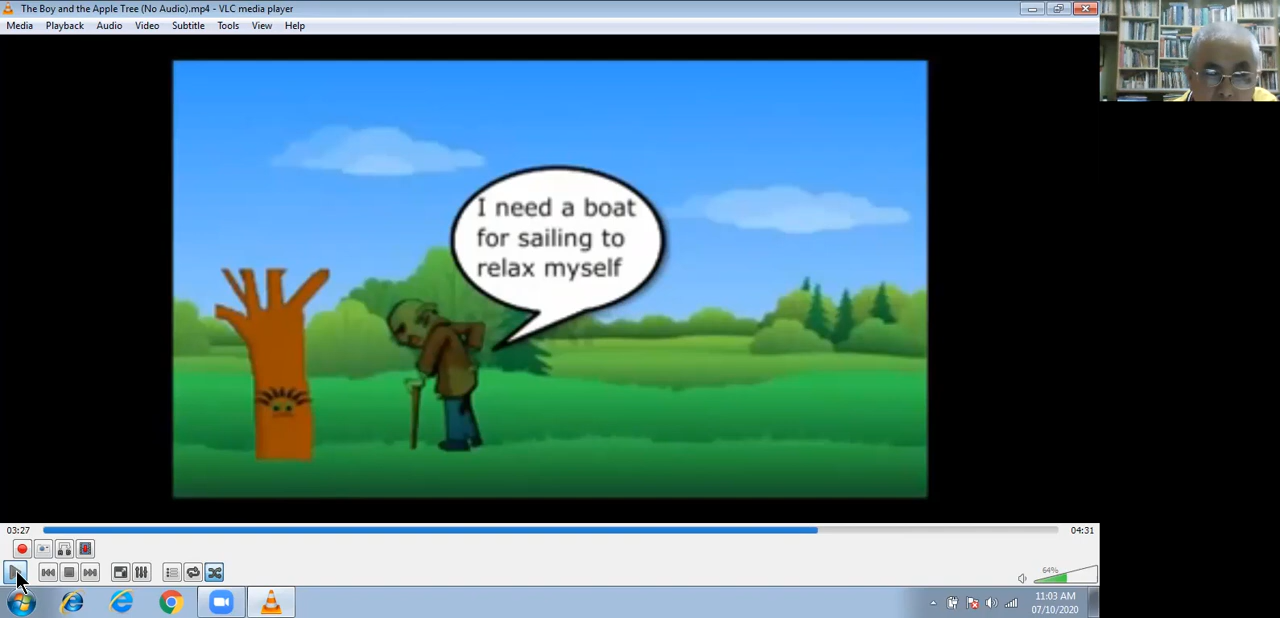 The Boy and the Apple Tree (No Audio).mp4 - VLC media player
Media Playback Audio Video Subtitle Tools View Help
I need a boat
for sailing to
relax myself
03:27
04:31
64%
11:03 AM
07/10/2020